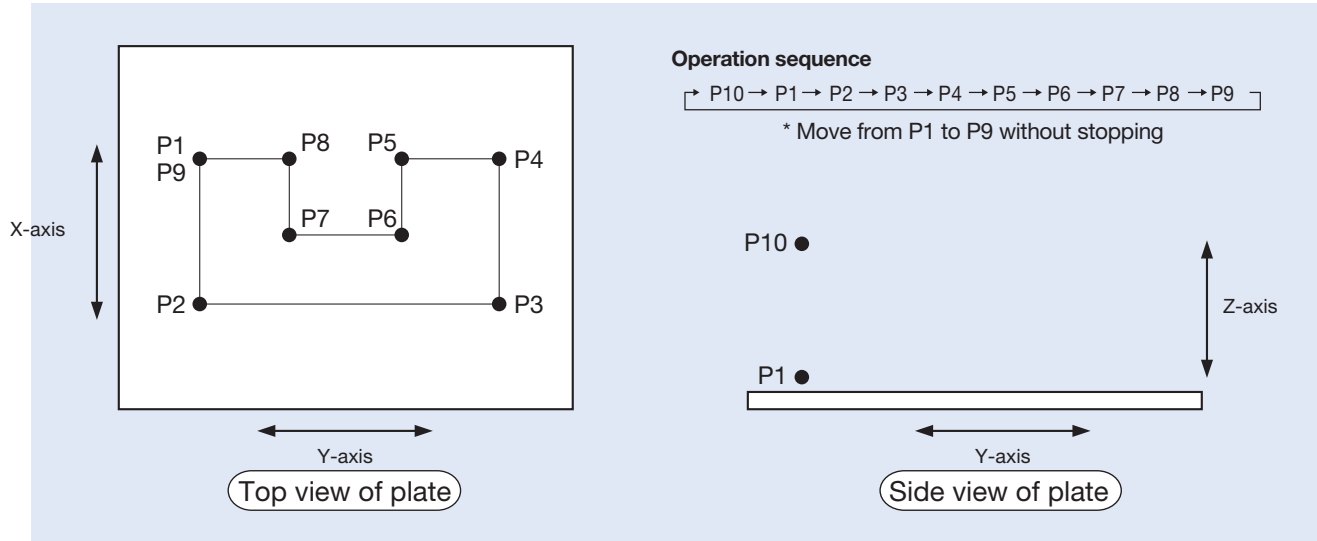 Operation sequence
P10 → P1 → P2 → P3 → P4 → P5 → P6 → P7 → P8 → P9
* Move from P1 to P9 without stopping
P1 P8 P5 P4
P9
P7 P6
X-axis
P2 P3
Y-axis
Top view of plate
P10
Z-axis
P1
Y-axis
Side view of plate